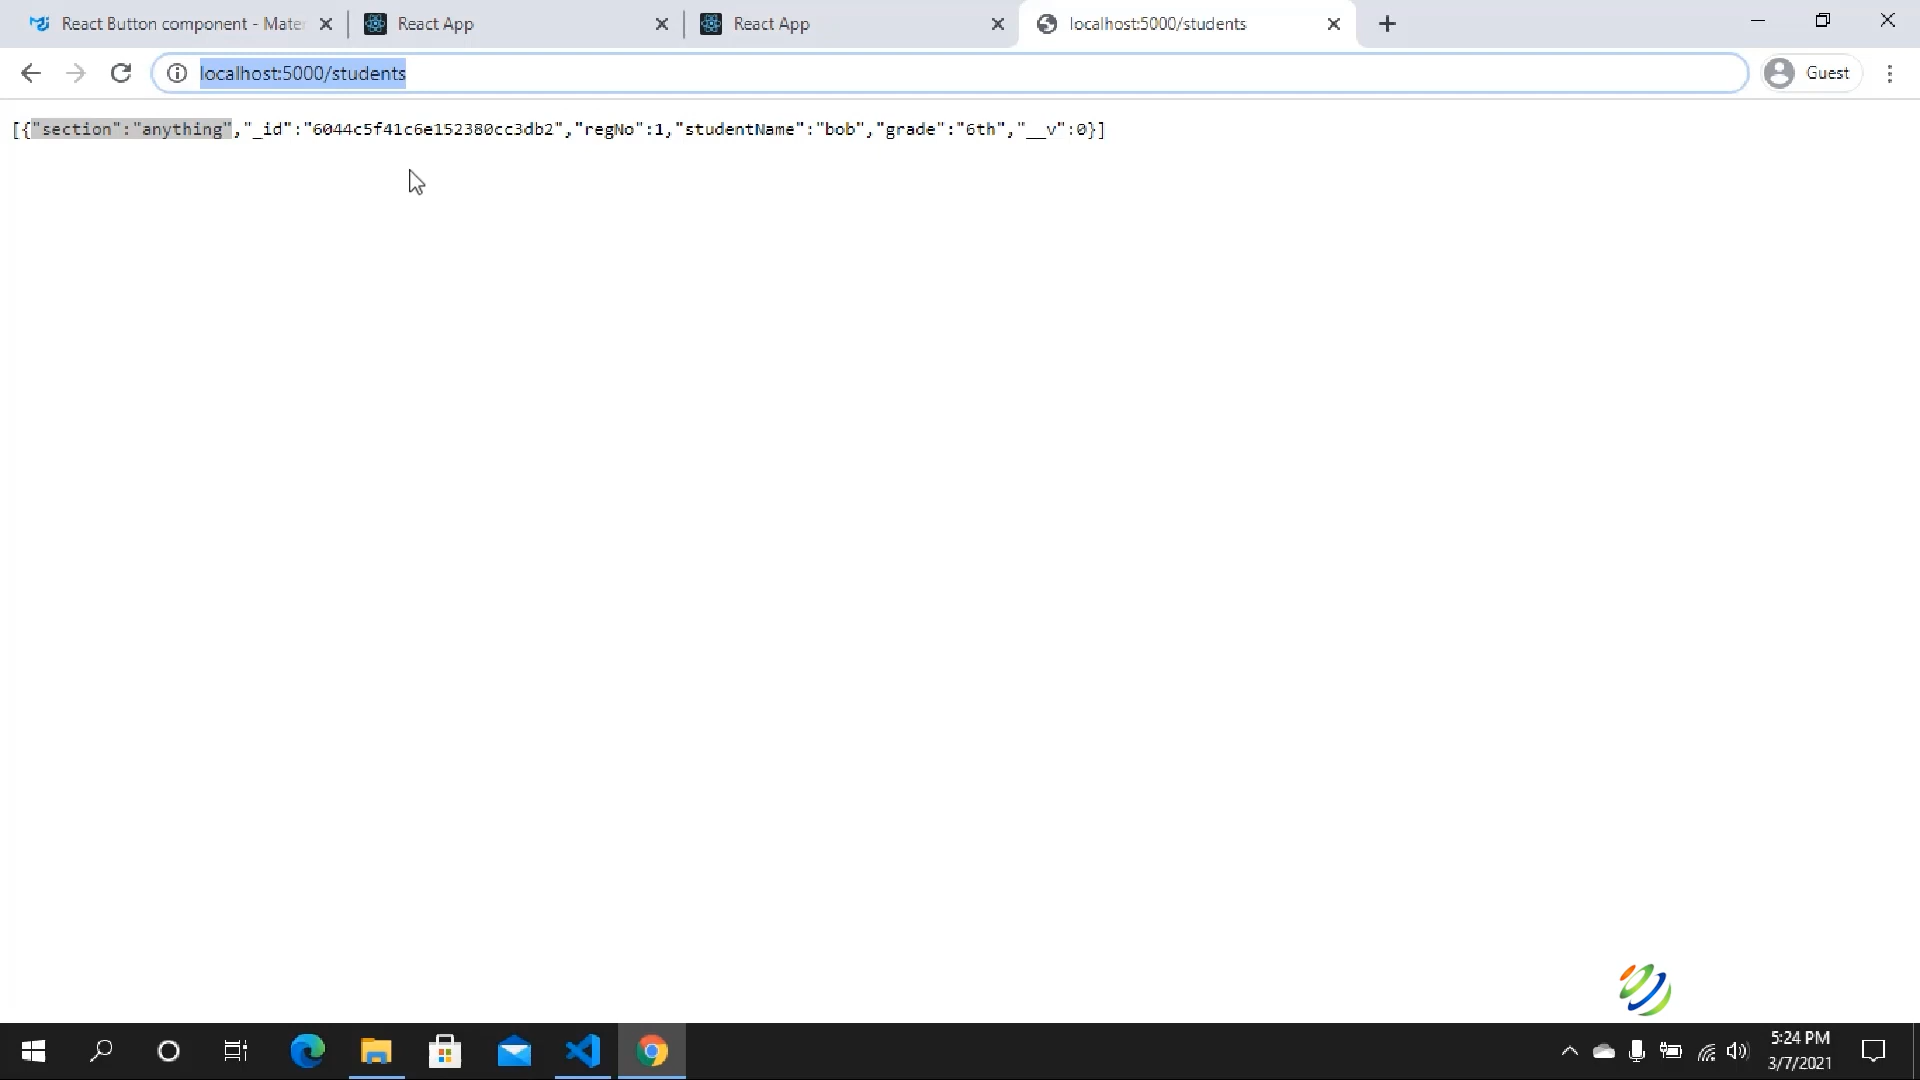 React Button component - Mater
React App
React App
localhost:5000/students
localhost:5000/students
Guest
[{"section":"anything","_id":"6044c5f41c6e152380cc3db2","regNo":1,"studentName":"bob","grade":"6th","__v":0}]
5:24 PM
3/7/2021